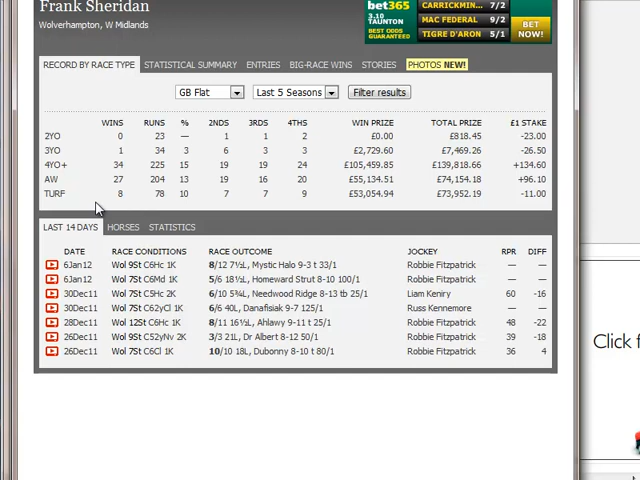 Frank Sheridan
Wolverhampton, W Midlands
bet365
3.10
TAUNTON
BEST ODDS
GUARANTEED
CARRICKMIN... 7/2
MAC FEDERAL 9/2
TIGRE D'ARON 5/1
BET
NOW!
RECORD BY RACE TYPE STATISTICAL SUMMARY ENTRIES BIG-RACE WINS STORIES PHOTOS NEW!
GB Flat Last 5 Seasons Filter results
WINS RUNS % 2NDS 3RDS 4THS WIN PRIZE TOTAL PRIZE £1 STAKE
2YO 0 23 — 1 1 2 £0.00 £818.45 -23.00
3YO 1 34 3 6 3 3 £2,729.60 £7,469.26 -26.50
4YO+ 34 225 15 19 19 24 £105,459.85 £139,818.66 +134.60
AW 27 204 13 19 16 20 £55,134.51 £74,154.18 +96.10
TURF 8 78 10 7 7 9 £53,054.94 £73,952.19 -11.00
LAST 14 DAYS HORSES STATISTICS
DATE RACE CONDITIONS RACE OUTCOME JOCKEY RPR DIFF
6Jan12 Wol 9St C6Hc 1K 8/12 7½L, Mystic Halo 9-3 t 33/1 Robbie Fitzpatrick — —
6Jan12 Wol 7St C6Md 1K 5/6 18½L, Homeward Strut 8-10 100/1 Robbie Fitzpatrick — —
30Dec11 Wol 7St C5Hc 2K 6/10 5¾L, Needwood Ridge 8-13 tb 25/1 Liam Keniry 60 -16
30Dec11 Wol 7St C62yCl 1K 6/6 40L, Danafisiak 9-7 125/1 Russ Kennemore — —
28Dec11 Wol 12St C6Hc 1K 8/11 16½L, Ahlawy 9-11 t 25/1 Robbie Fitzpatrick 48 -22
26Dec11 Wol 9St C52yNv 2K 3/3 21L, Dr Albert 8-12 50/1 Robbie Fitzpatrick 39 -18
26Dec11 Wol 7St C6Cl 1K 10/10 18L, Dubonny 8-10 t 80/1 Robbie Fitzpatrick 36 4
Click f